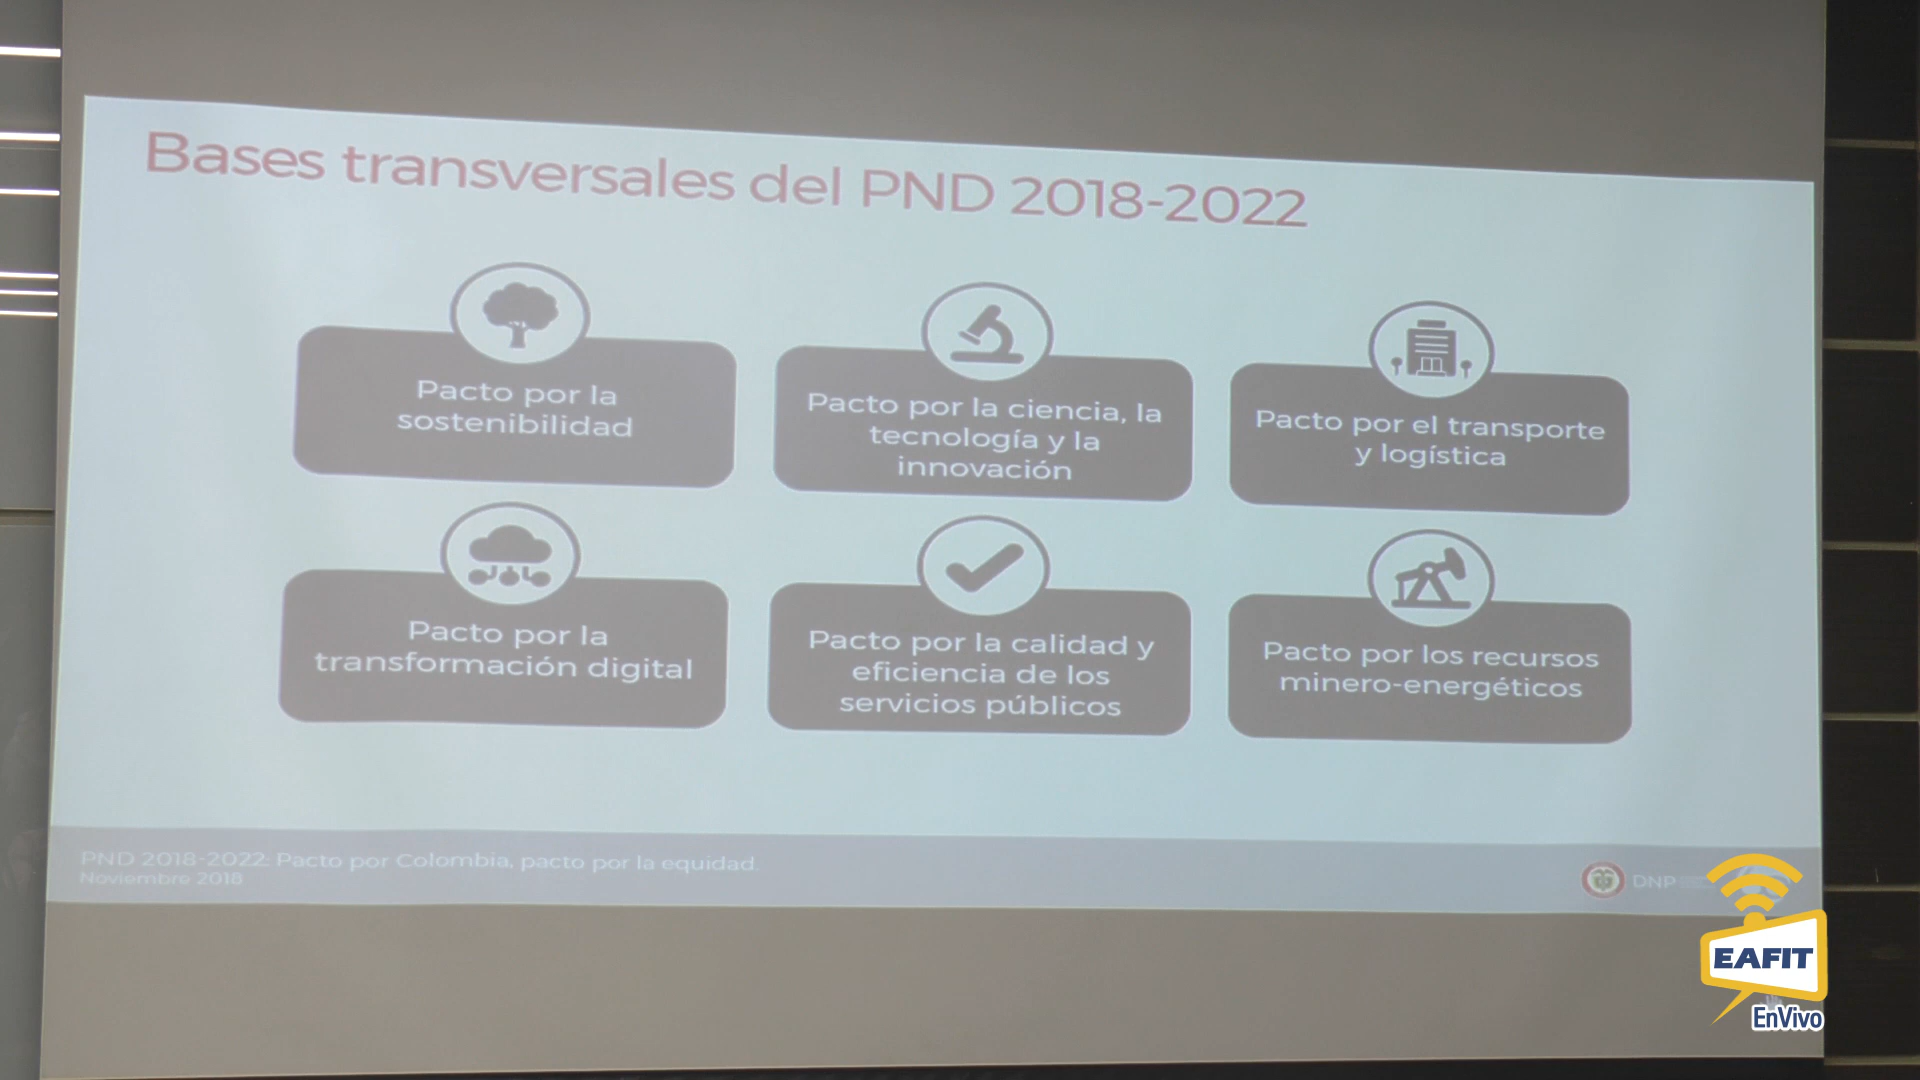 Bases transversales del PND 2018-2022
Pacto por la
sostenibilidad
Pacto por la ciencia, la
tecnología y la
innovación
Pacto por el transporte
y logística
Pacto por la
transformación digital
Pacto por la calidad y
eficiencia de los
servicios públicos
Pacto por los recursos
minero-energéticos
PND 2018-2022: Pacto por Colombia, pacto por la equidad.
Noviembre 2018
DNP
EAFIT
EnVivo